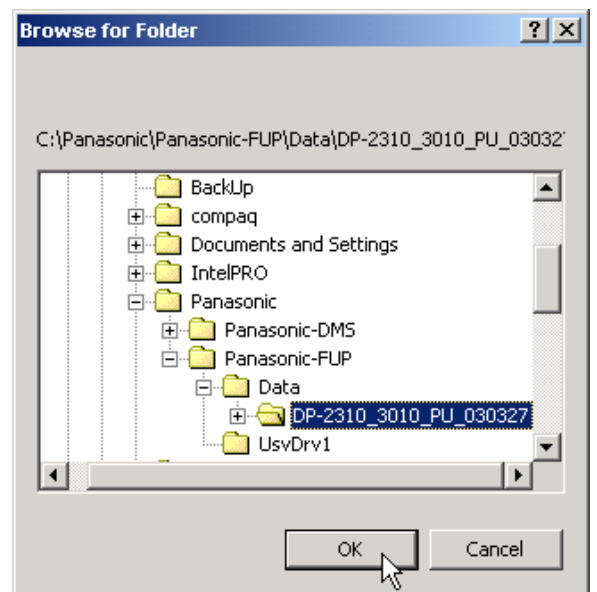 Browse for Folder
C:\Panasonic\Panasonic-FUP\Data\DP-2310_3010_PU_03032
BackUp
compaq
Documents and Settings
IntelPRO
Panasonic
Panasonic-DMS
Panasonic-FUP
Data
DP-2310_3010_PU_030327
UsvDrv1
OK Cancel